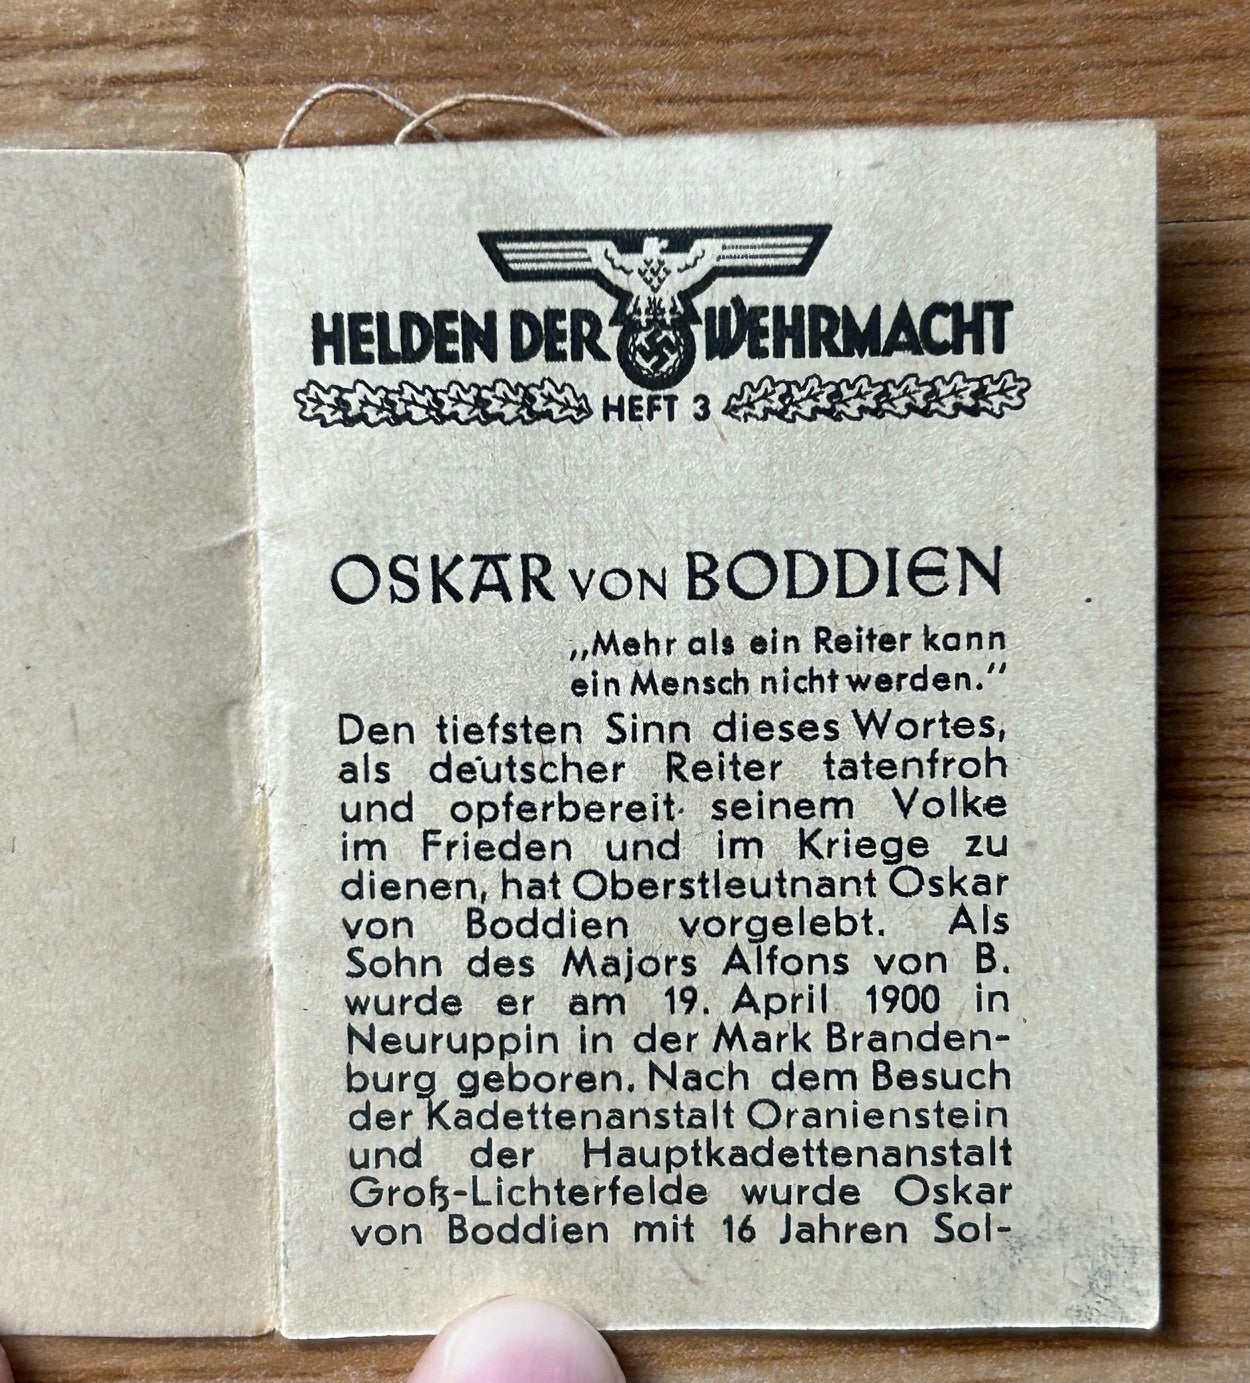 HELDEN DER WEHRMACHT
HEFT 3
OSKAR VON BODDIEN
„Mehr als ein Reiter kann
ein Mensch nicht werden.“
Den tiefsten Sinn dieses Wortes,
als deutscher Reiter tatenfroh
und opferbereit seinem Volke
im Frieden und im Kriege zu
dienen, hat Oberstleutnant Oskar
von Boddien vorgelebt. Als
Sohn des Majors Alfons von B.
wurde er am 19. April 1900 in
Neuruppin in der Mark Branden-
burg geboren. Nach dem Besuch
der Kadettenanstalt Oranienstein
und der Hauptkadettenanstalt
Groß-Lichterfelde wurde Oskar
von Boddien mit 16 Jahren Sol-